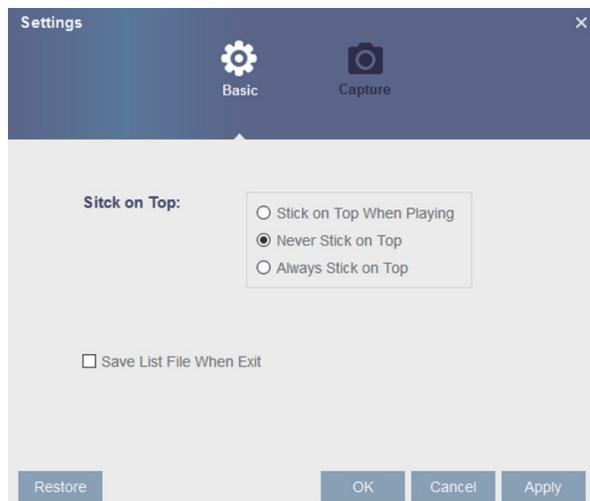 Settings
Basic
Capture
Sitck on Top:
Stick on Top When Playing
Never Stick on Top
Always Stick on Top
Save List File When Exit
Restore
OK
Cancel
Apply